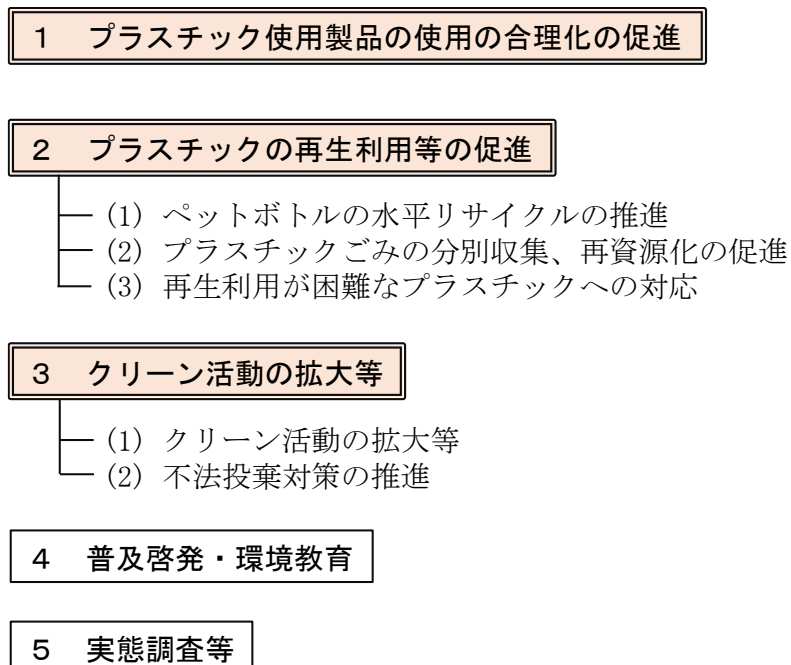 １　プラスチック使用製品の使用の合理化の促進
２　プラスチックの再生利用等の促進
(1) ペットボトルの水平リサイクルの推進
(2) プラスチックごみの分別収集、再資源化の促進
(3) 再生利用が困難なプラスチックへの対応
３　クリーン活動の拡大等
(1) クリーン活動の拡大等
(2) 不法投棄対策の推進
４　普及啓発・環境教育
５　実態調査等